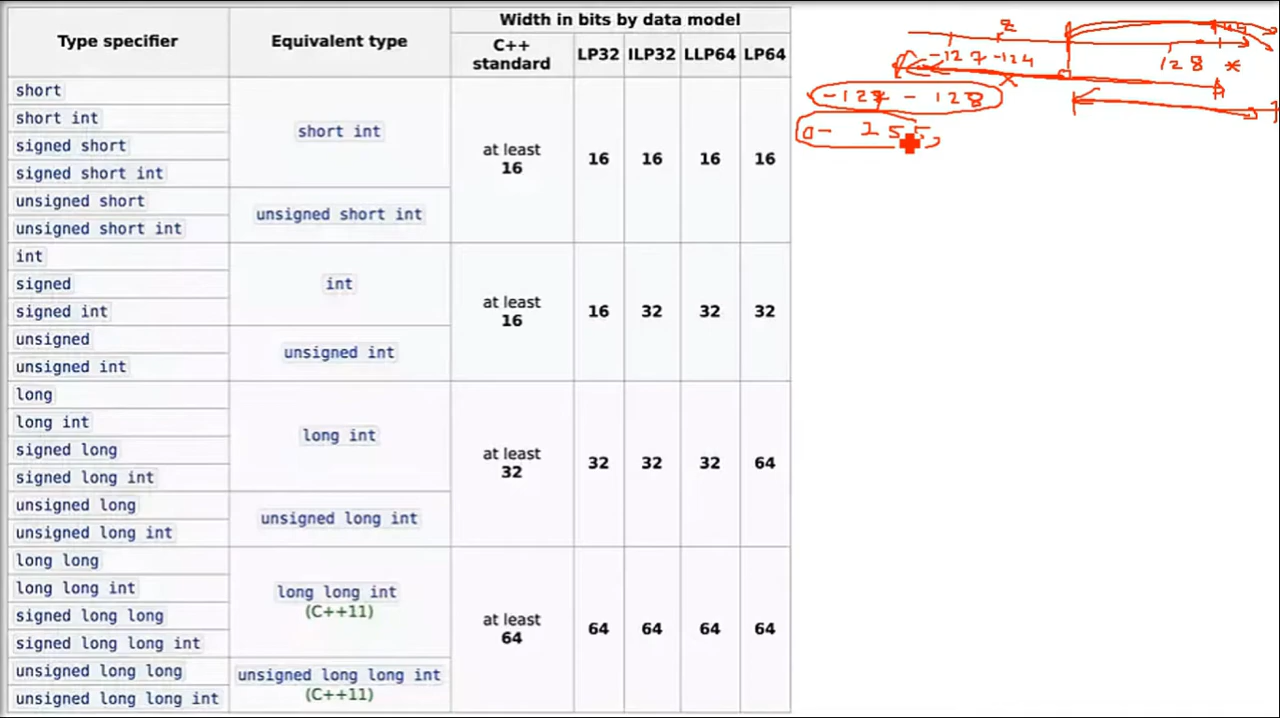 Type specifier Equivalent type Width in bits by data model
C++ standard LP32 ILP32 LLP64 LP64
short
short int
signed short
signed short int
short int
at least 16 16 16 16 16
unsigned short
unsigned short int
unsigned short int
int
signed
signed int
int
at least 16 16 32 32 32
unsigned
unsigned int
unsigned int
long
long int
signed long
signed long int
long int
at least 32 32 32 32 64
unsigned long
unsigned long int
unsigned long int
long long
long long int
signed long long
signed long long int
long long int
(C++11)
at least 64 64 64 64 64
unsigned long long
unsigned long long int
unsigned long long int
(C++11)
z
-127 -124 128 *
-127 - 128
0 - 255